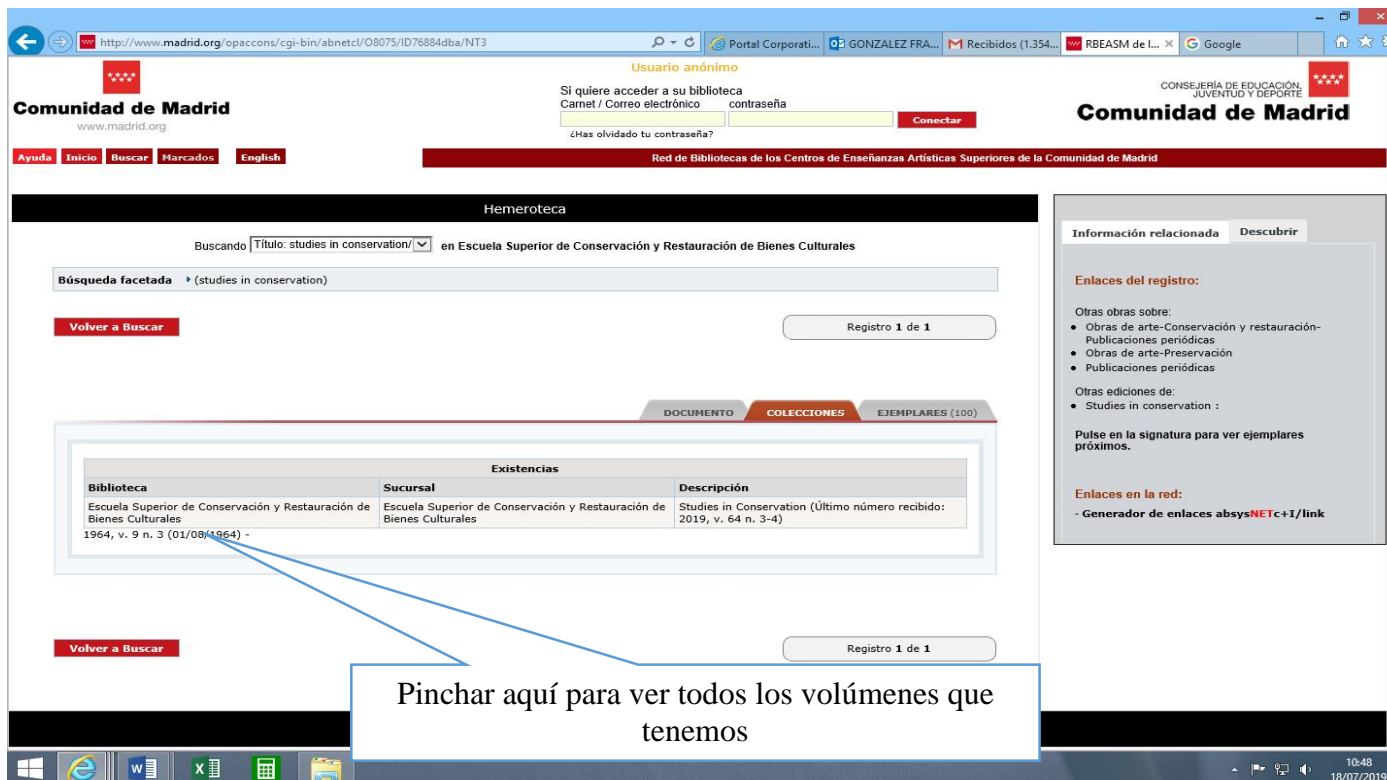 http://www.madrid.org/opaccons/cgi-bin/abnetcl/O8075/ID76884dba/NT3
Portal Corporati...
GONZALEZ FRA...
Recibidos (1.354...
RBEASM de l...
Google
Usuario anónimo
Comunidad de Madrid
www.madrid.org
Si quiere acceder a su biblioteca
Carnet / Correo electrónico contraseña
Conectar
¿Has olvidado tu contraseña?
CONSEJERÍA DE EDUCACIÓN,
JUVENTUD Y DEPORTE
Comunidad de Madrid
Ayuda Inicio Buscar Marcados English
Red de Bibliotecas de los Centros de Enseñanzas Artísticas Superiores de la Comunidad de Madrid
Hemeroteca
Buscando Título: studies in conservation/ en Escuela Superior de Conservación y Restauración de Bienes Culturales
Búsqueda facetada (studies in conservation)
Volver a Buscar
Registro 1 de 1
DOCUMENTO COLECCIONES EJEMPLARES (100)
Existencias
Biblioteca Sucursal Descripción
Escuela Superior de Conservación y Restauración de Bienes Culturales
Escuela Superior de Conservación y Restauración de Bienes Culturales
Studies in Conservation (Último número recibido: 2019, v. 64 n. 3-4)
1964, v. 9 n. 3 (01/08/1964) -
Volver a Buscar
Registro 1 de 1
Pinchar aquí para ver todos los volúmenes que
tenemos
Información relacionada Descubrir
Enlaces del registro:
Otras obras sobre:
Obras de arte-Conservación y restauración-
Publicaciones periódicas
Obras de arte-Preservación
Publicaciones periódicas
Otras ediciones de:
Studies in conservation :
Pulse en la signatura para ver ejemplares
próximos.
Enlaces en la red:
- Generador de enlaces absysNETc+I/link
10:48
18/07/2019